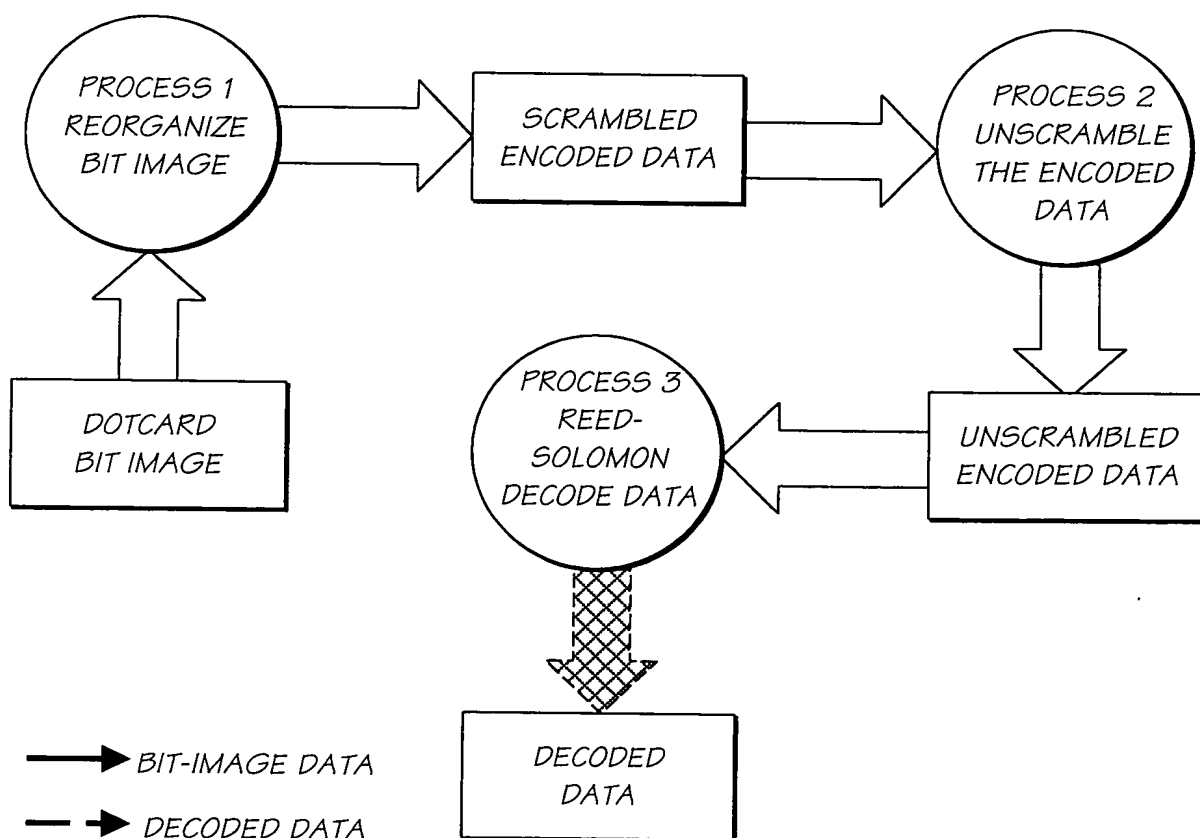 PROCESS 1
REORGANIZE
BIT IMAGE
SCRAMBLED
ENCODED DATA
PROCESS 2
UNSCRAMBLE
THE ENCODED
DATA
DOTCARD
BIT IMAGE
PROCESS 3
REED-
SOLOMON
DECODE DATA
UNSCRAMBLED
ENCODED DATA
DECODED
DATA
BIT-IMAGE DATA
DECODED DATA